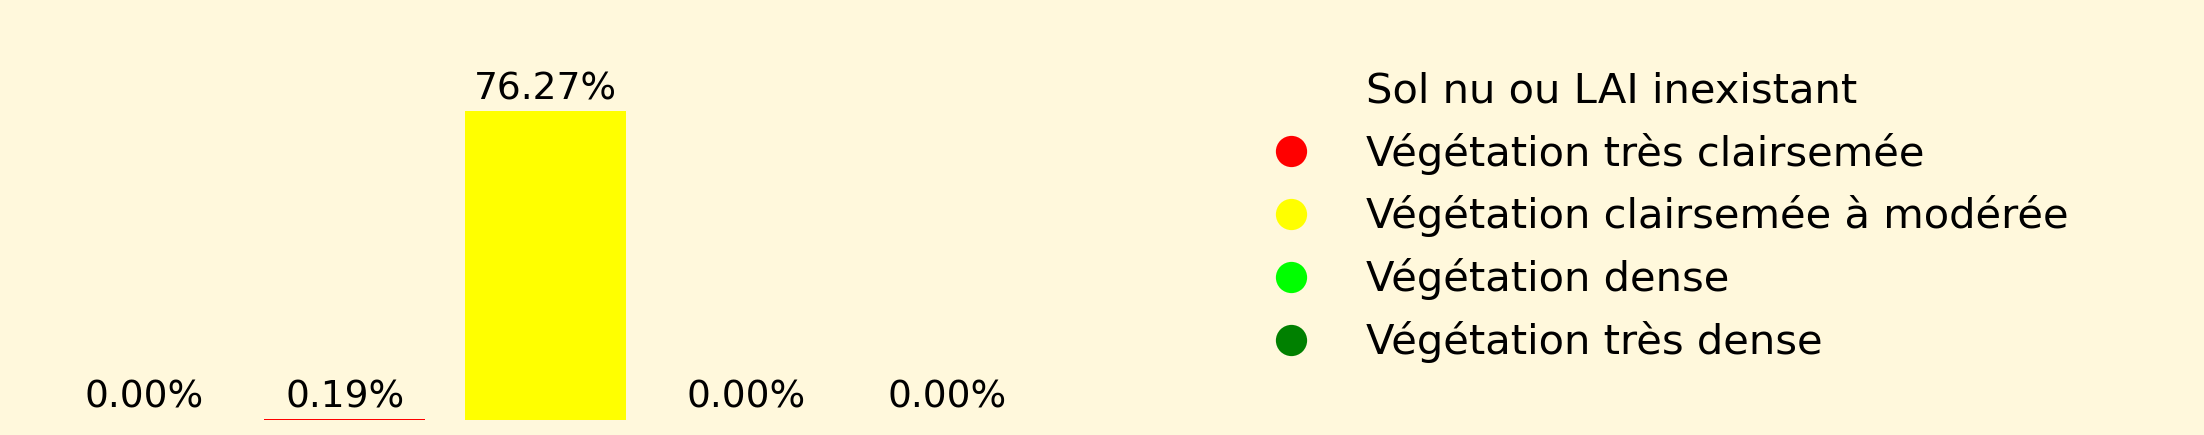 76.27%
0.00%
0.19%
0.00%
0.00%
Sol nu ou LAI inexistant
Végétation très clairsemée
Végétation clairsemée à modérée
Végétation dense
Végétation très dense